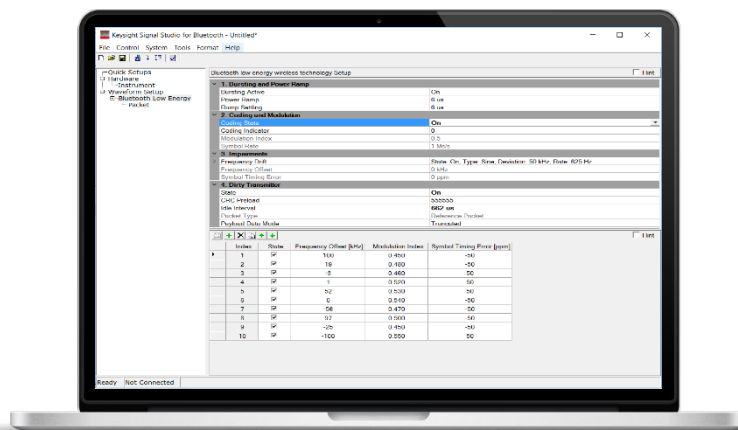 Keysight Signal Studio for Bluetooth - Untitled*
File Control System Tools Format Help
Quick Setups
Hardware
Instrument
Waveform Setup
Bluetooth Low Energy
Packet
Bluetooth low energy wireless technology Setup Hint
1. Bursting and Power Ramp
Bursting Active On
Power Ramp 6 us
Ramp Settling 6 us
2. Coding and Modulation
Coding State On
Coding Indicator 0
Modulation Index 0.5
Symbol Rate 1 Msps
3. Impairments
Frequency Drift State: On, Type: Sine, Deviation: 50 kHz, Rate: 625 Hz
Frequency Offset 0 kHz
Symbol Timing Error 0 ppm
4. Dirty Transmitter
State On
CRC Preload 555555
Idle Interval 662 us
Packet Type Reference Packet
Payload Data Mode Truncated
Hint
Index State Frequency Offset [kHz] Modulation Index Symbol Timing Error [ppm]
1 100 0.450 -50
2 19 0.480 -50
3 -3 0.460 50
4 1 0.520 50
5 52 0.530 50
6 0 0.540 -50
7 -56 0.470 -50
8 97 0.500 -50
9 -25 0.450 -50
10 -100 0.550 50
Ready Not Connected